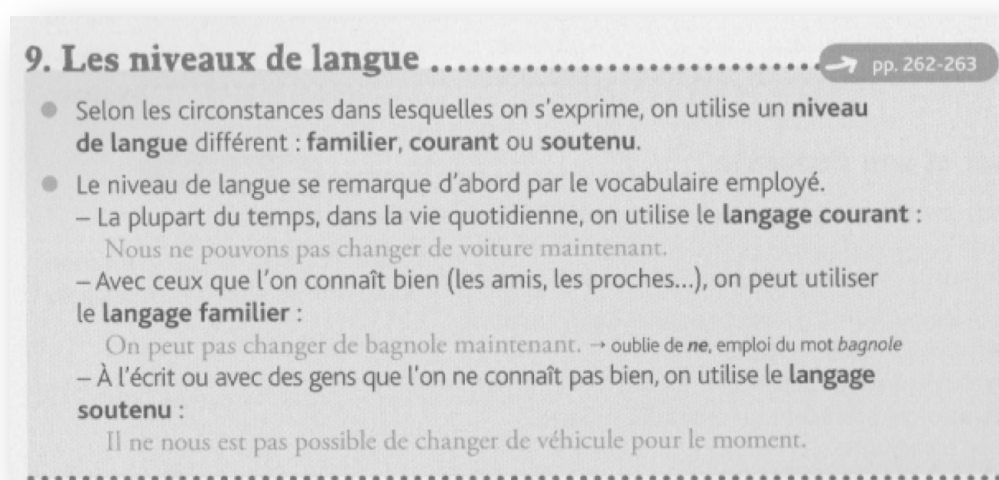 9. Les niveaux de langue ........................................ → pp. 262-263
● Selon les circonstances dans lesquelles on s'exprime, on utilise un niveau
de langue différent : familier, courant ou soutenu.
● Le niveau de langue se remarque d'abord par le vocabulaire employé.
– La plupart du temps, dans la vie quotidienne, on utilise le langage courant :
Nous ne pouvons pas changer de voiture maintenant.
– Avec ceux que l'on connaît bien (les amis, les proches...), on peut utiliser
le langage familier :
On peut pas changer de bagnole maintenant. → oublie de ne, emploi du mot bagnole
– À l'écrit ou avec des gens que l'on ne connaît pas bien, on utilise le langage
soutenu :
Il ne nous est pas possible de changer de véhicule pour le moment.